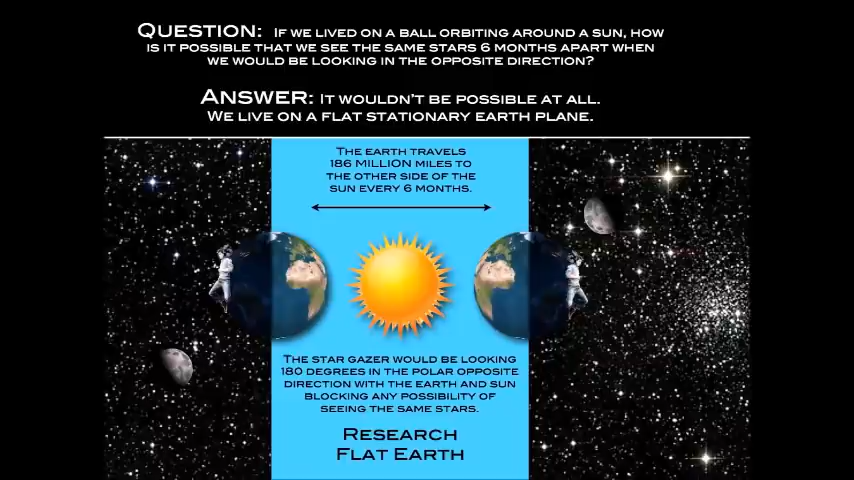 QUESTION: IF WE LIVED ON A BALL ORBITING AROUND A SUN, HOW
IS IT POSSIBLE THAT WE SEE THE SAME STARS 6 MONTHS APART WHEN
WE WOULD BE LOOKING IN THE OPPOSITE DIRECTION?
ANSWER: IT WOULDN'T BE POSSIBLE AT ALL.
WE LIVE ON A FLAT STATIONARY EARTH PLANE.
THE EARTH TRAVELS
186 MILLION MILES TO
THE OTHER SIDE OF THE
SUN EVERY 6 MONTHS.
THE STAR GAZER WOULD BE LOOKING
180 DEGREES IN THE POLAR OPPOSITE
DIRECTION WITH THE EARTH AND SUN
BLOCKING ANY POSSIBILITY OF
SEEING THE SAME STARS.
RESEARCH
FLAT EARTH